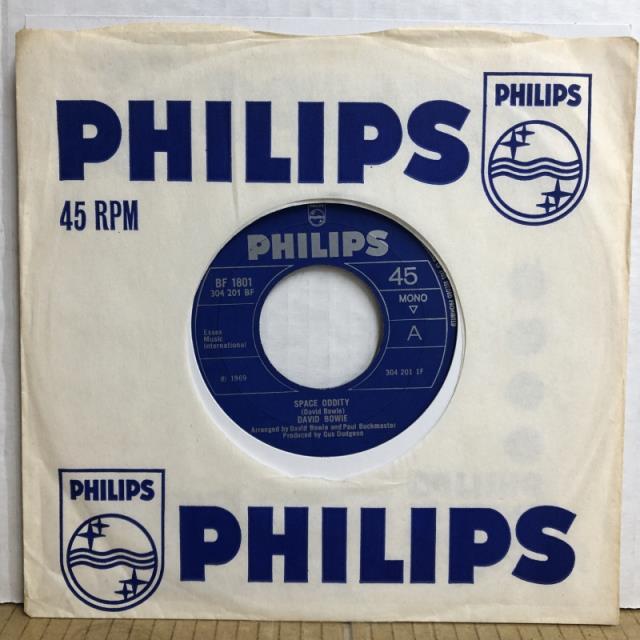 PHILIPS
PHILIPS
45 RPM
PHILIPS
BF 1801
304 201 BF
45
MONO
A
Essex
Music
International
℗ 1969
304 201 1F
SPACE ODDITY
(David Bowie)
DAVID BOWIE
Arranged by David Bowie and Paul Buckmaster
Produced by Gus Dudgeon
PHILIPS
PHILIPS